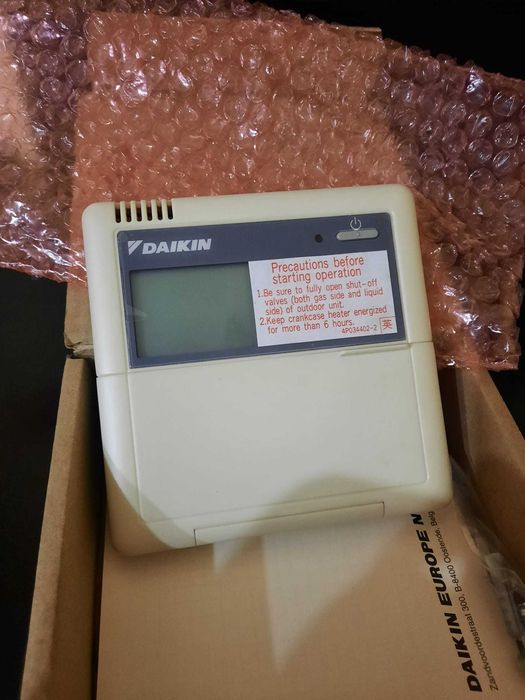 DAIKIN
Precautions before
starting operation
1.Be sure to fully open shut-off
valves (both gas side and liquid
side) of outdoor unit.
2.Keep crankcase heater energized
for more than 6 hours.
4P034402-2 英
DAIKIN EUROPE N
Zandvoordestraat 300, B-8400 Oostende, Belg